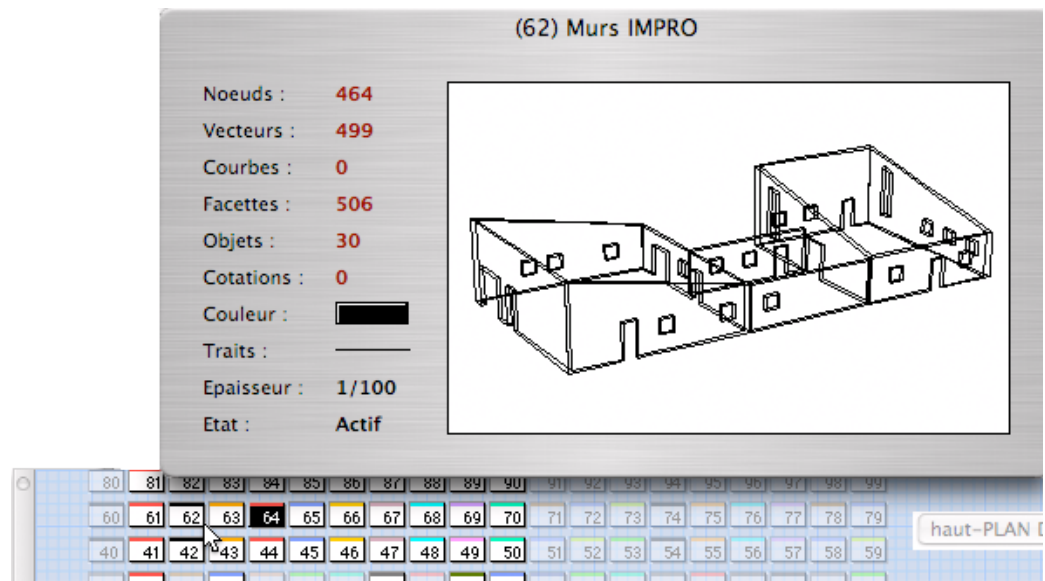 (62) Murs IMPRO
Noeuds : 464
Vecteurs : 499
Courbes : 0
Facettes : 506
Objets : 30
Cotations : 0
Couleur :
Traits :
Epaisseur : 1/100
Etat : Actif
80 81 82 83 84 85 86 87 88 89 90 91 92 93 94 95 96 97 98 99
60 61 62 63 64 65 66 67 68 69 70 71 72 73 74 75 76 77 78 79
haut-PLAN D
40 41 42 43 44 45 46 47 48 49 50 51 52 53 54 55 56 57 58 59